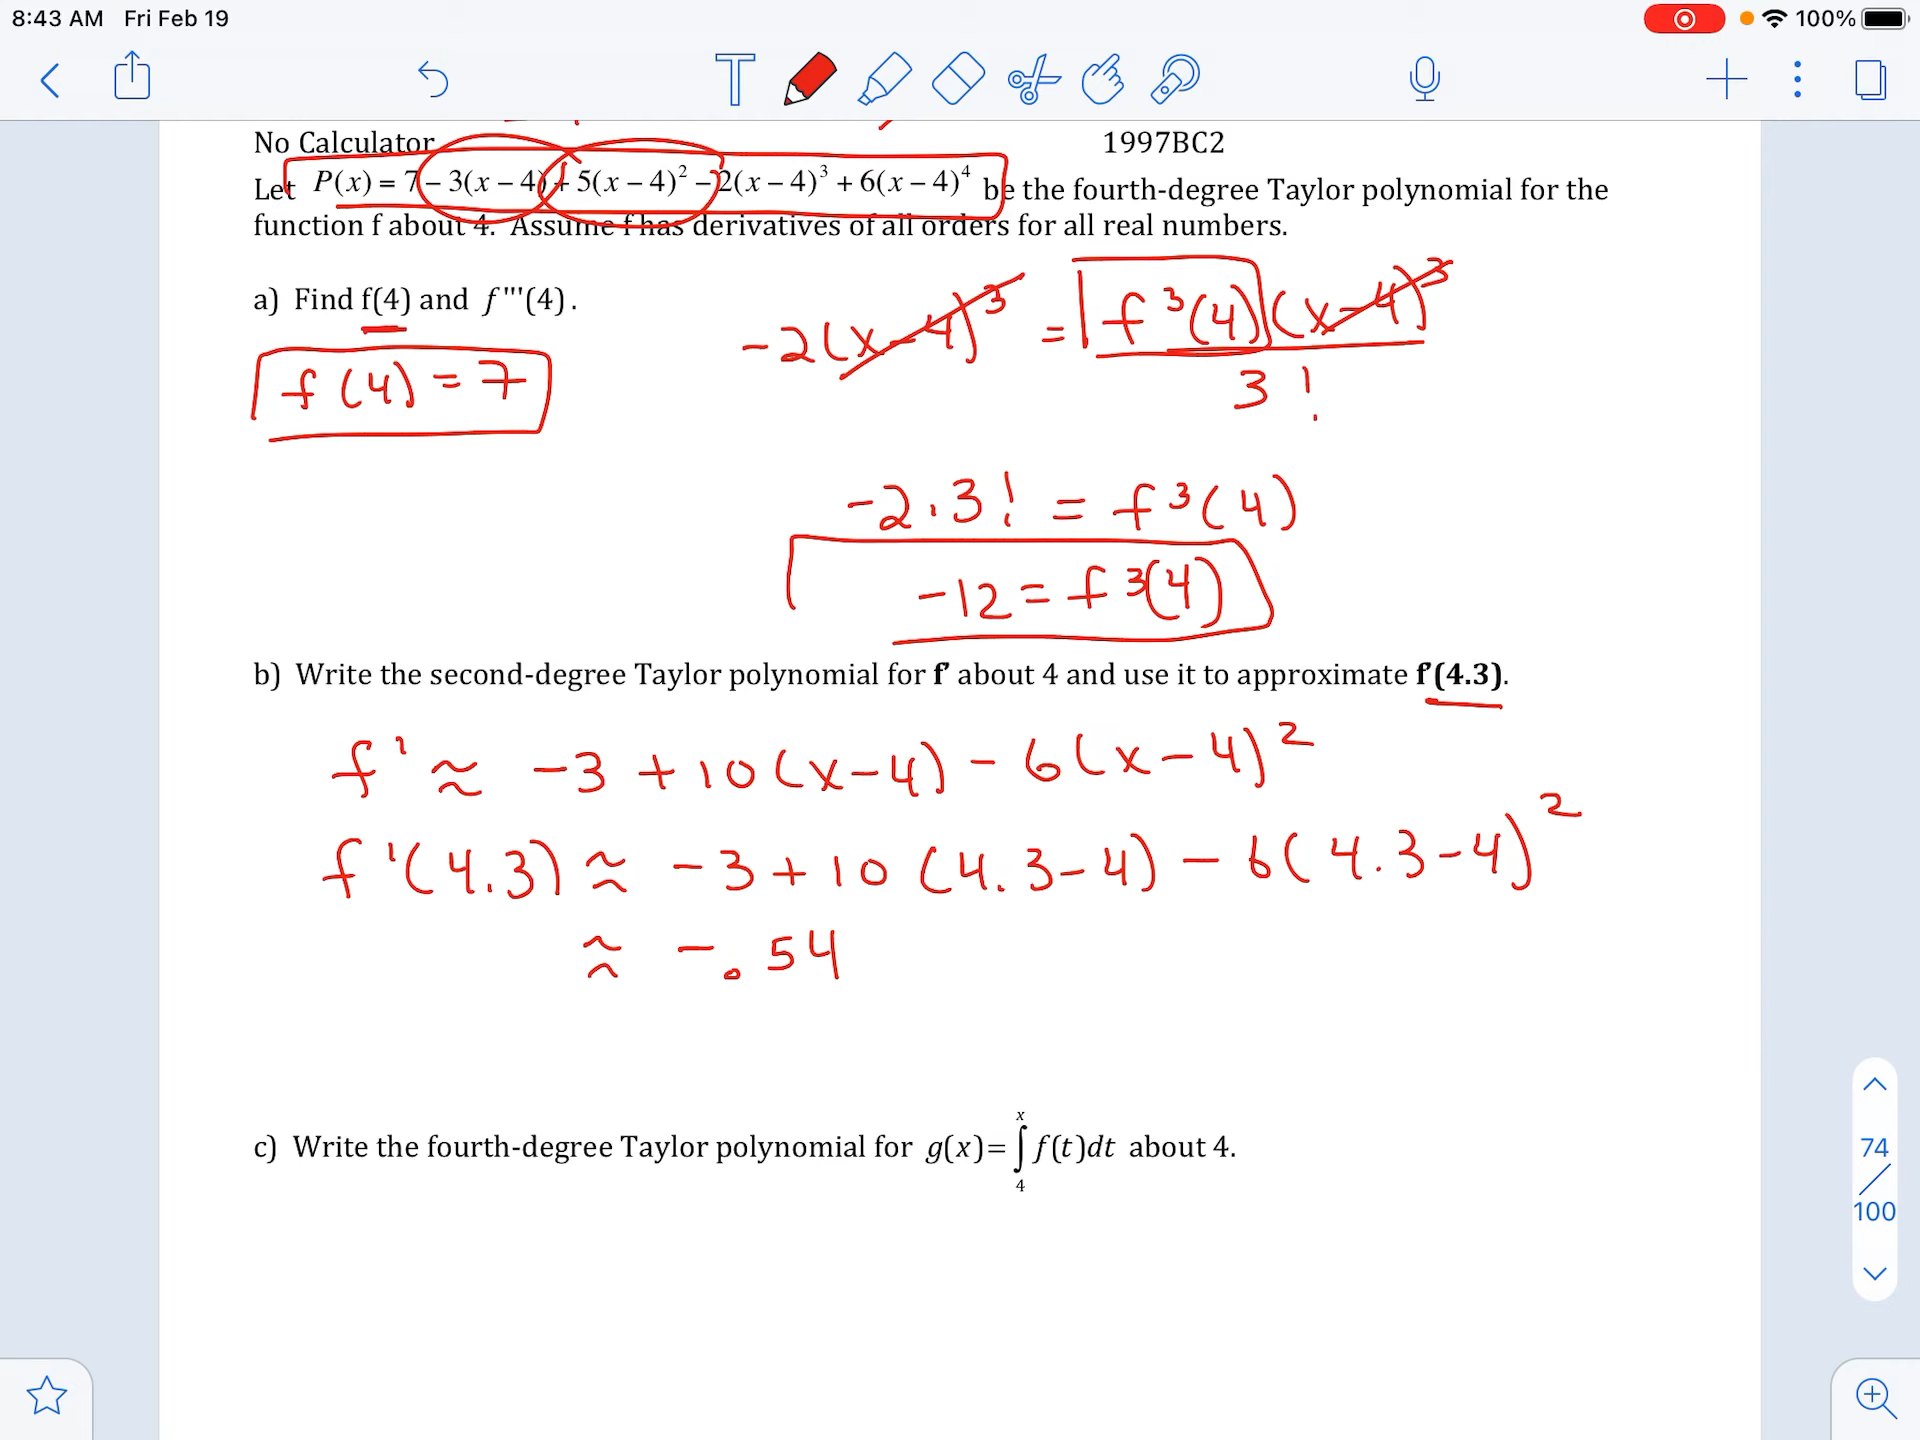 8:43 AM Fri Feb 19 100%
No Calculator 1997BC2
Let P(x) = 7 – 3(x – 4) + 5(x – 4)² – 2(x – 4)³ + 6(x – 4)⁴ be the fourth-degree Taylor polynomial for the
function f about 4. Assume f has derivatives of all orders for all real numbers.
a) Find f(4) and f'''(4).
f(4) = 7
-2(x-4)³ = f³(4)(x-4)³
3!
-2·3! = f³(4)
-12 = f³(4)
b) Write the second-degree Taylor polynomial for f' about 4 and use it to approximate f'(4.3).
f' ≈ -3 + 10(x-4) - 6(x-4)²
f'(4.3) ≈ -3 + 10(4.3-4) - 6(4.3-4)²
≈ -.54
c) Write the fourth-degree Taylor polynomial for g(x)=∫₄ˣ f(t)dt about 4.
74
/
100